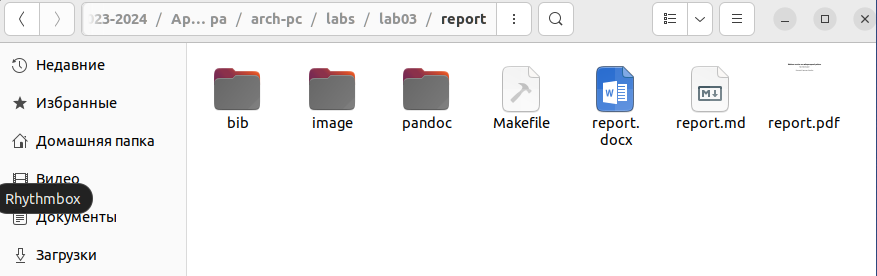 023-2024 / Ар… ра / arch-pc / labs / lab03 / report
Недавние
Избранные
Домашняя папка
Видео
Rhythmbox
Документы
Загрузки
bib
image
pandoc
Makefile
report.
docx
report.md
report.pdf